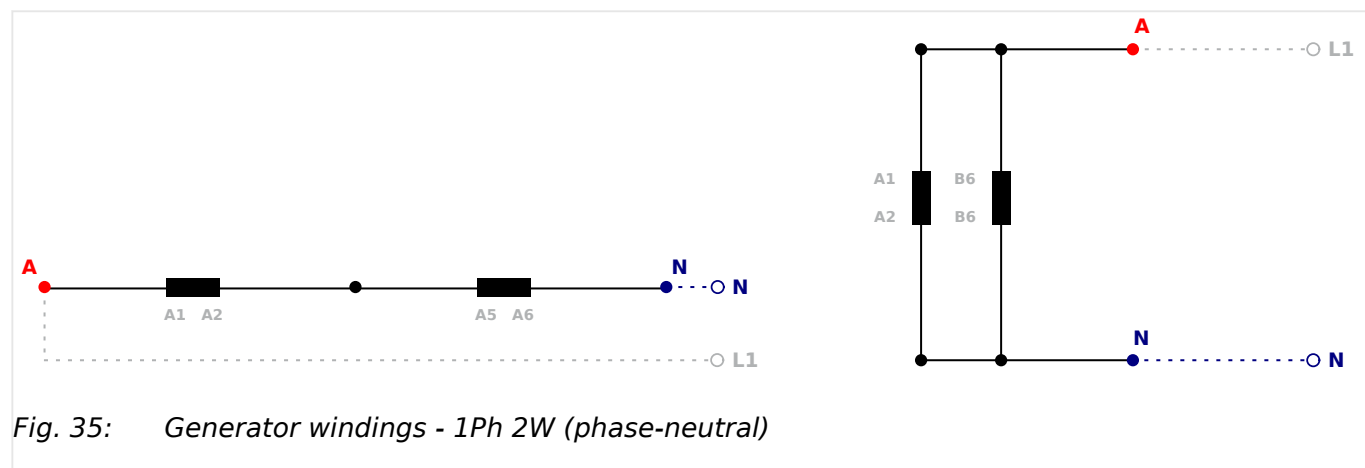 A
L1
A1 B6
A2 B6
A N N
A1 A2 A5 A6
N N
L1
Fig. 35: Generator windings - 1Ph 2W (phase-neutral)